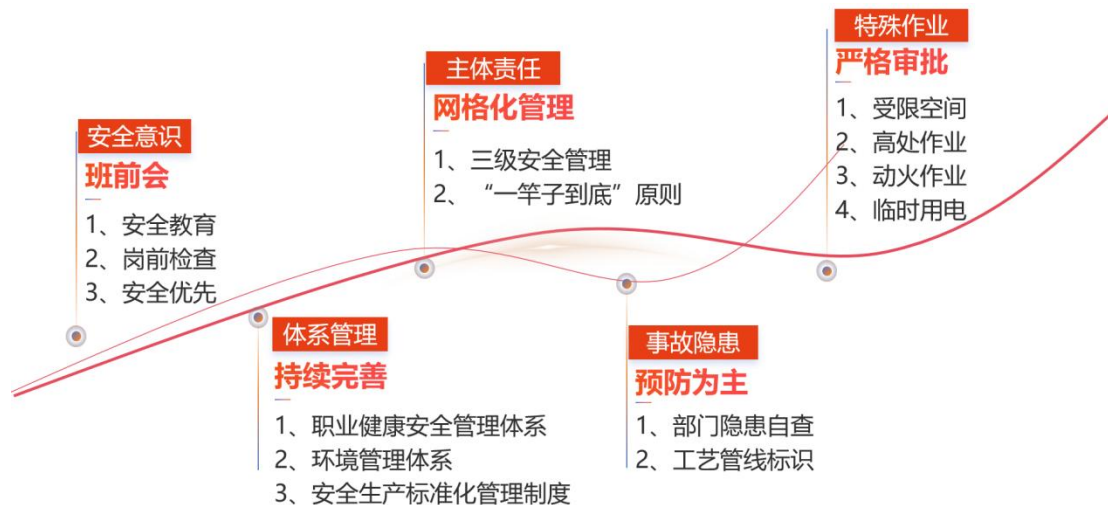 安全意识
班前会
1、安全教育
2、岗前检查
3、安全优先
体系管理
持续完善
1、职业健康安全管理体系
2、环境管理体系
3、安全生产标准化管理制度
主体责任
网格化管理
1、三级安全管理
2、“一竿子到底”原则
事故隐患
预防为主
1、部门隐患自查
2、工艺管线标识
特殊作业
严格审批
1、受限空间
2、高处作业
3、动火作业
4、临时用电